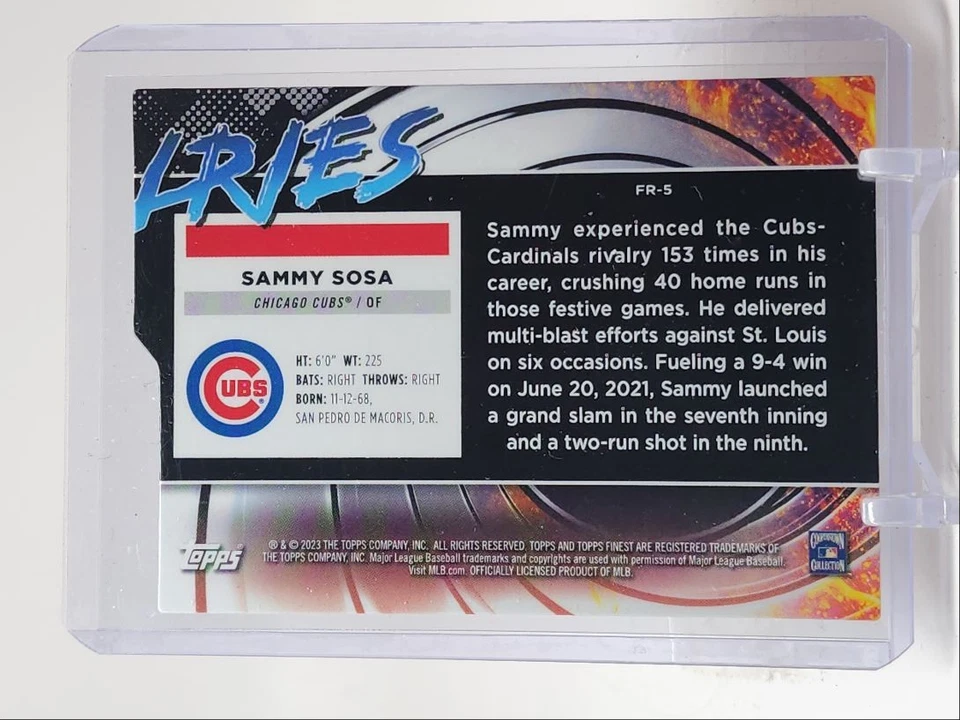 LRIES
FR-5
SAMMY SOSA
CHICAGO CUBS® / OF
CUBS®
HT: 6'0" WT: 225
BATS: RIGHT THROWS: RIGHT
BORN: 11-12-68,
SAN PEDRO DE MACORIS, D.R.
Sammy experienced the Cubs-
Cardinals rivalry 153 times in his
career, crushing 40 home runs in
those festive games. He delivered
multi-blast efforts against St. Louis
on six occasions. Fueling a 9-4 win
on June 20, 2021, Sammy launched
a grand slam in the seventh inning
and a two-run shot in the ninth.
Topps
® & © 2023 THE TOPPS COMPANY, INC. ALL RIGHTS RESERVED. TOPPS AND TOPPS FINEST ARE REGISTERED TRADEMARKS OF
THE TOPPS COMPANY, INC. Major League Baseball trademarks and copyrights are used with permission of Major League Baseball.
Visit MLB.com. OFFICIALLY LICENSED PRODUCT OF MLB.
COOPERSTOWN
COLLECTION